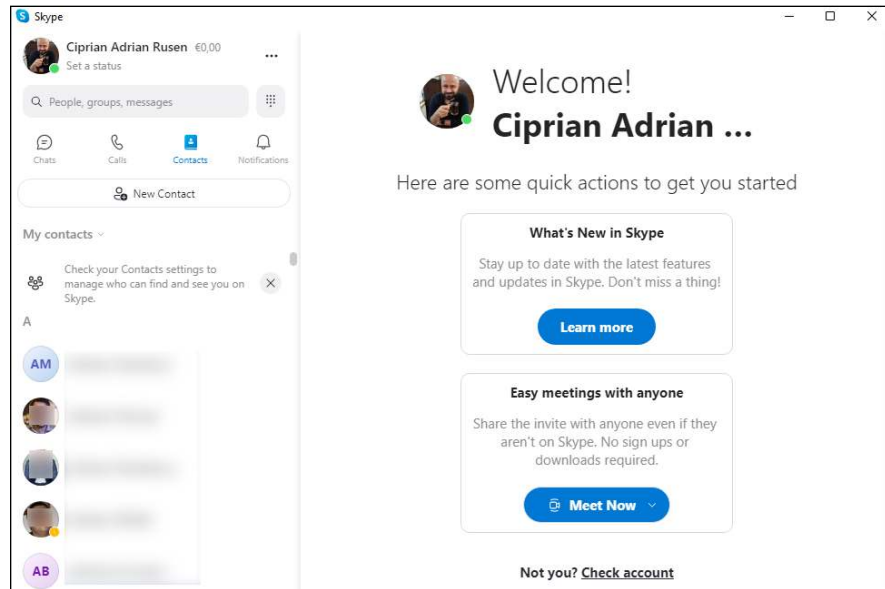 Skype
Ciprian Adrian Rusen €0,00
Set a status
People, groups, messages
Chats Calls Contacts Notifications
New Contact
My contacts
Check your Contacts settings to
manage who can find and see you on
Skype.
A
AM
AB
Welcome!
Ciprian Adrian ...
Here are some quick actions to get you started
What's New in Skype
Stay up to date with the latest features
and updates in Skype. Don't miss a thing!
Learn more
Easy meetings with anyone
Share the invite with anyone even if they
aren't on Skype. No sign ups or
downloads required.
Meet Now
Not you? Check account